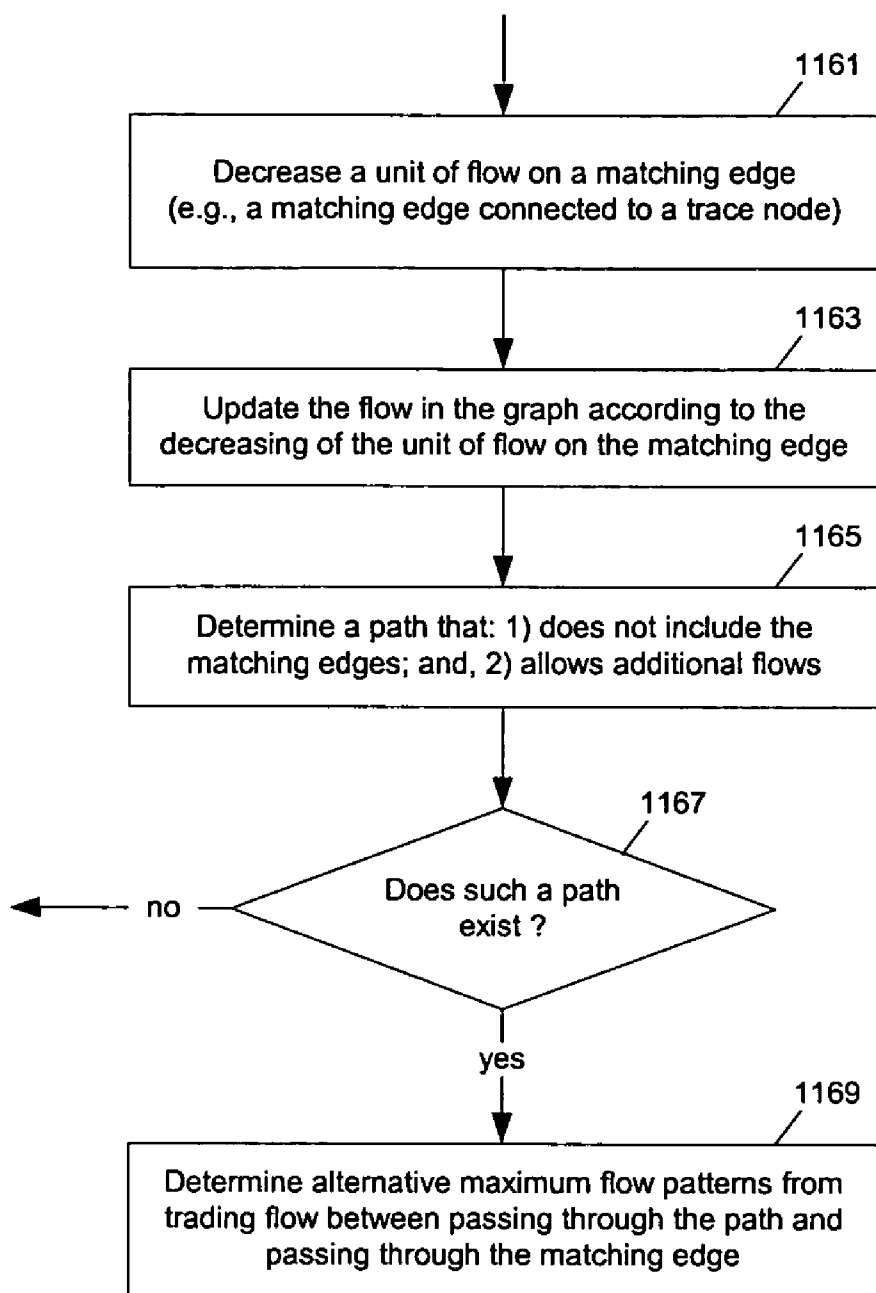 1161
Decrease a unit of flow on a matching edge
(e.g., a matching edge connected to a trace node)
1163
Update the flow in the graph according to the
decreasing of the unit of flow on the matching edge
1165
Determine a path that: 1) does not include the
matching edges; and, 2) allows additional flows
1167
Does such a path
exist ?
no
yes
1169
Determine alternative maximum flow patterns from
trading flow between passing through the path and
passing through the matching edge